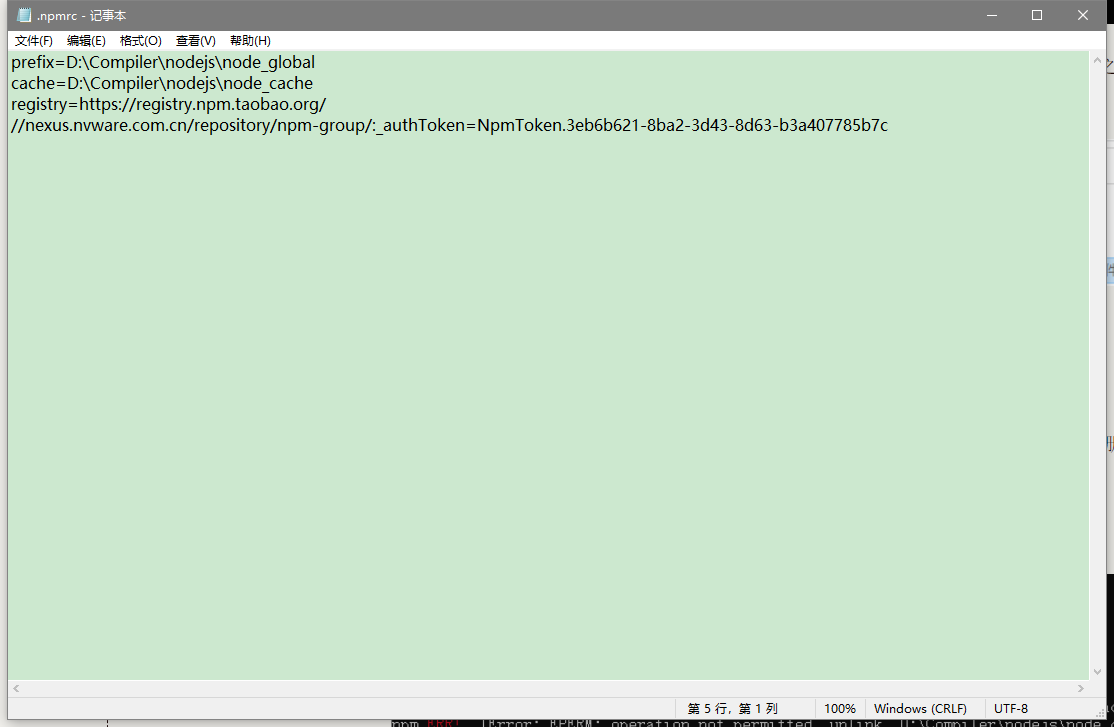 .npmrc - 记事本
文件(F) 编辑(E) 格式(O) 查看(V) 帮助(H)
prefix=D:\Compiler\nodejs\node_global
cache=D:\Compiler\nodejs\node_cache
registry=https://registry.npm.taobao.org/
//nexus.nvware.com.cn/repository/npm-group/:_authToken=NpmToken.3eb6b621-8ba2-3d43-8d63-b3a407785b7c
第 5 行，第 1 列 100% Windows (CRLF) UTF-8
npm ERR! [Error: EPERM: operation not permitted, unlink 'D:\Compiler\nodejs\node_